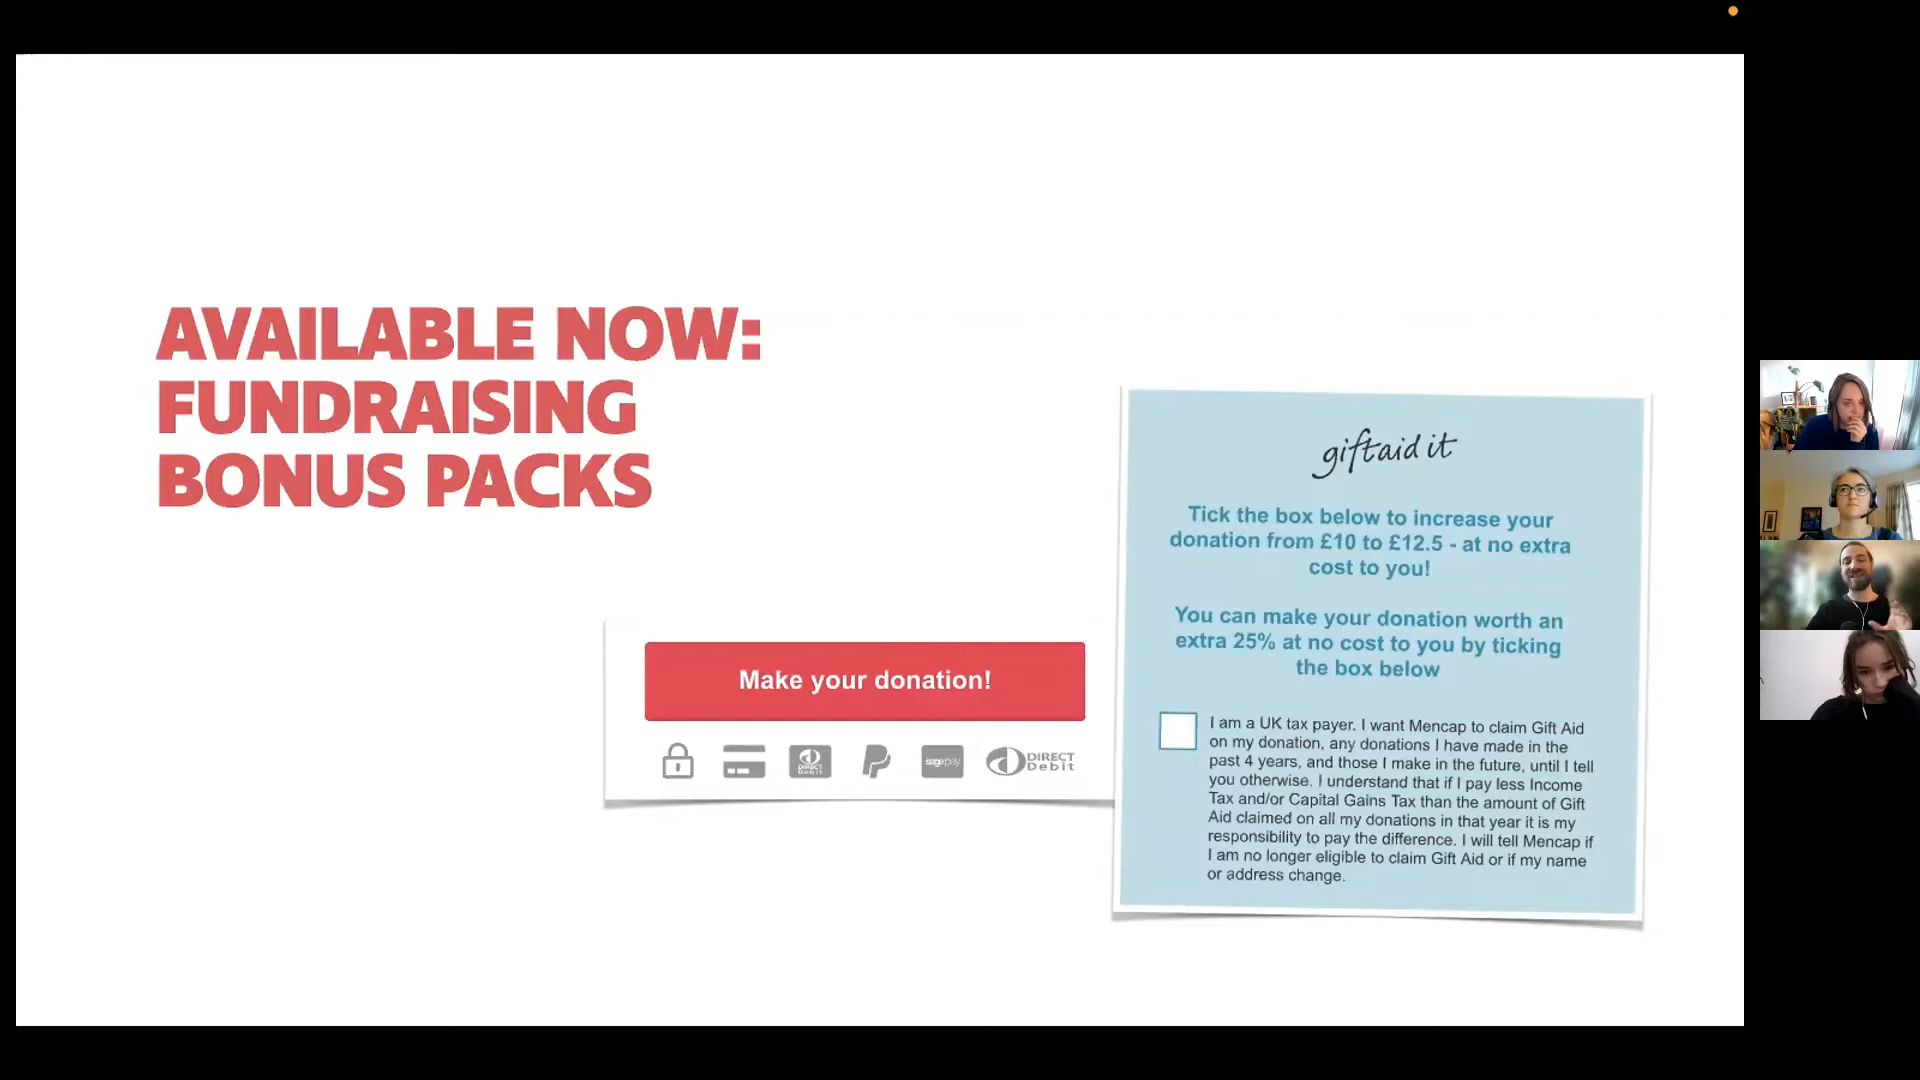 AVAILABLE NOW:
FUNDRAISING
BONUS PACKS
Make your donation!
DIRECT Debit
sagepay
DIRECT
Debit
giftaid it
Tick the box below to increase your
donation from £10 to £12.5 - at no extra
cost to you!
You can make your donation worth an
extra 25% at no cost to you by ticking
the box below
I am a UK tax payer. I want Mencap to claim Gift Aid
on my donation, any donations I have made in the
past 4 years, and those I make in the future, until I tell
you otherwise. I understand that if I pay less Income
Tax and/or Capital Gains Tax than the amount of Gift
Aid claimed on all my donations in that year it is my
responsibility to pay the difference. I will tell Mencap if
I am no longer eligible to claim Gift Aid or if my name
or address change.